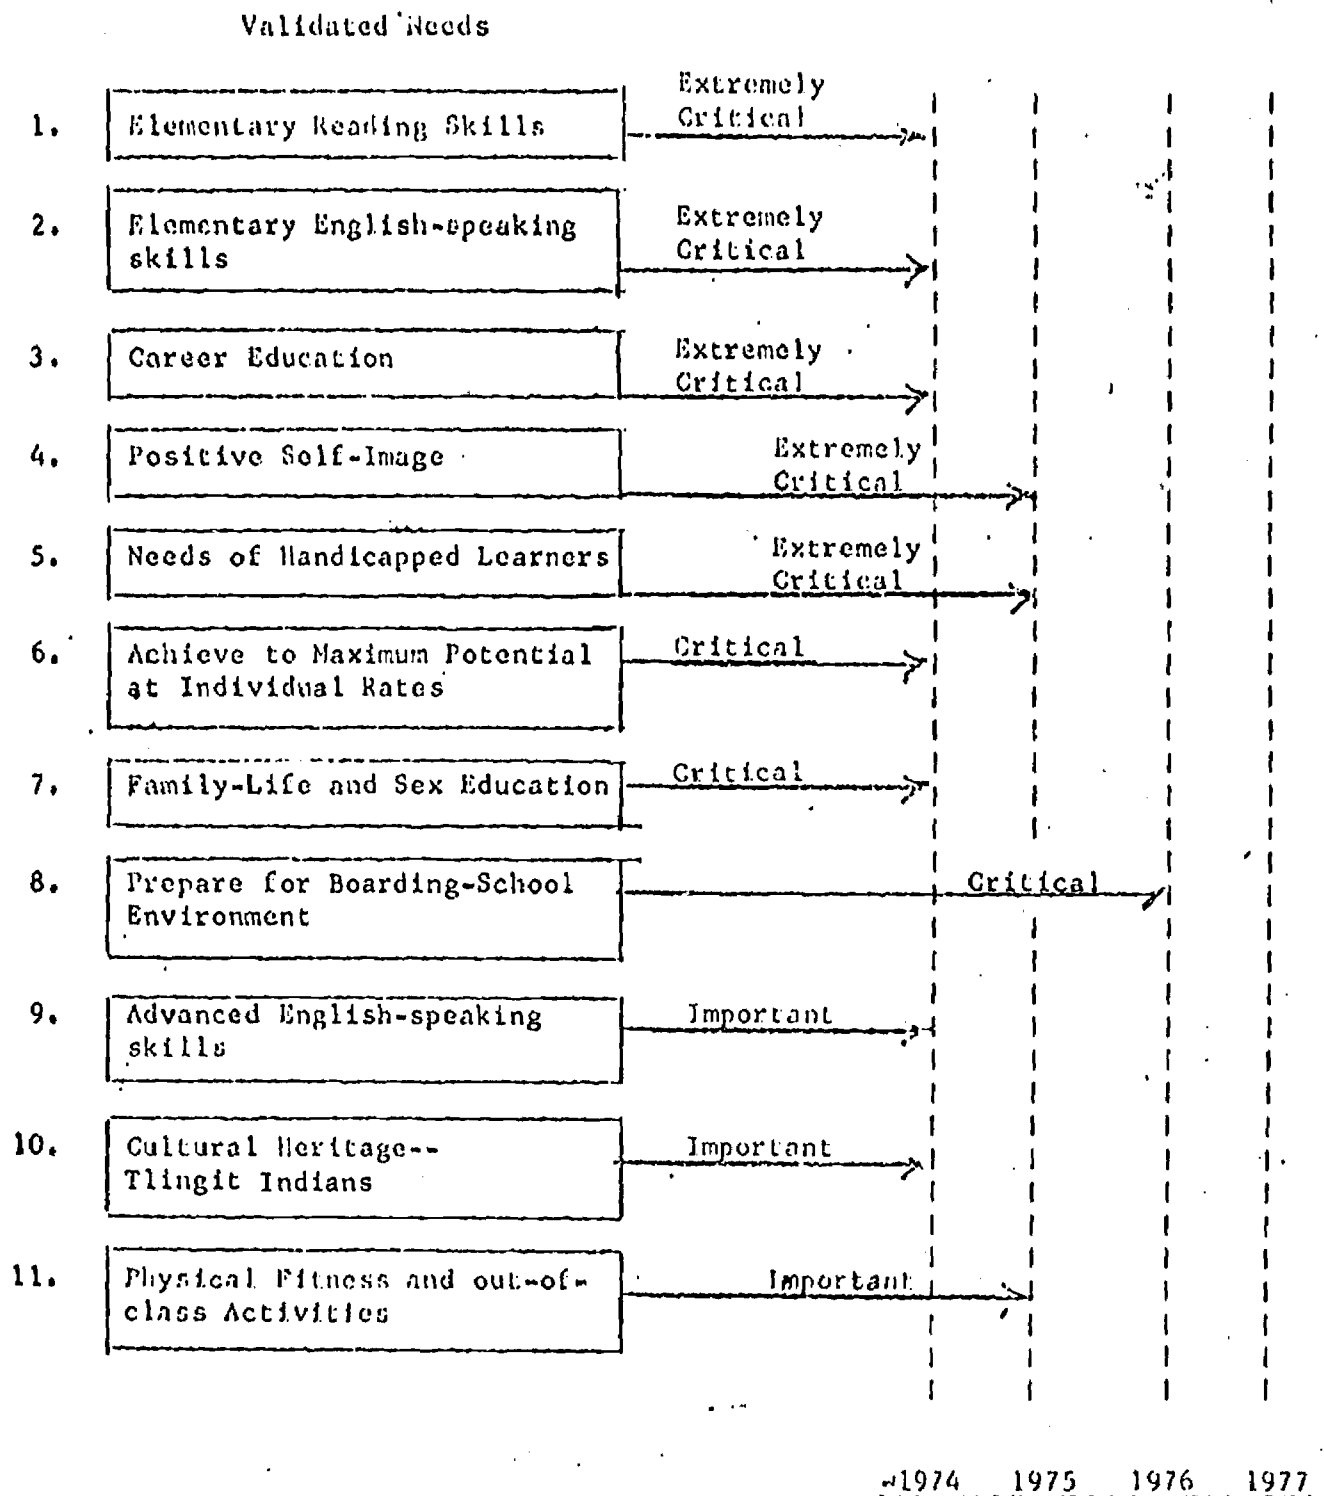 Validated Needs
Extremely
1. Elementary Reading Skills Critical
2. Elementary English-speaking Extremely
skills Critical
3. Career Education Extremely
Critical
4. Positive Self-Image Extremely
Critical
5. Needs of Handicapped Learners Extremely
Critical
6. Achieve to Maximum Potential Critical
at Individual Rates
7. Family-Life and Sex Education Critical
8. Prepare for Boarding-School Critical
Environment
9. Advanced English-speaking Important
skills
10. Cultural Heritage-- Important
Tlingit Indians
11. Physical Fitness and out-of- Important
class Activities
1974 1975 1976 1977